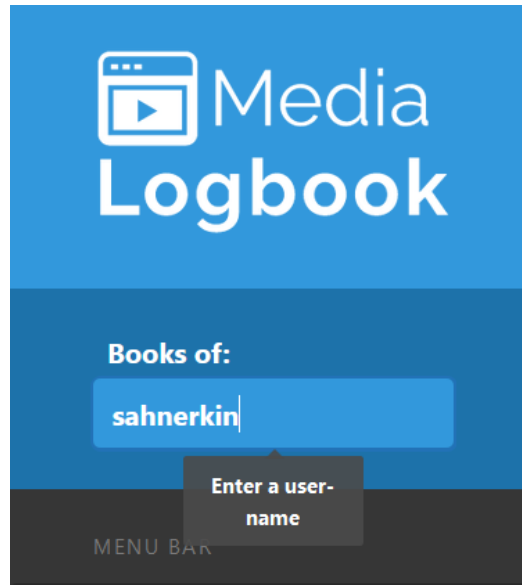 Media
Logbook
Books of:
sahnerkin
Enter a user-
name
MENU BAR